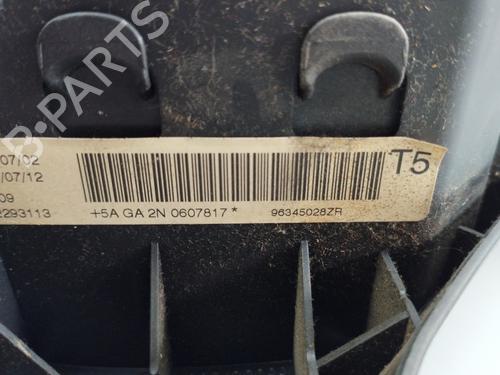 B-PARTS
07/02
/07/12
T5
09
2293113
+5A GA 2N 0607817 *
96345028ZR